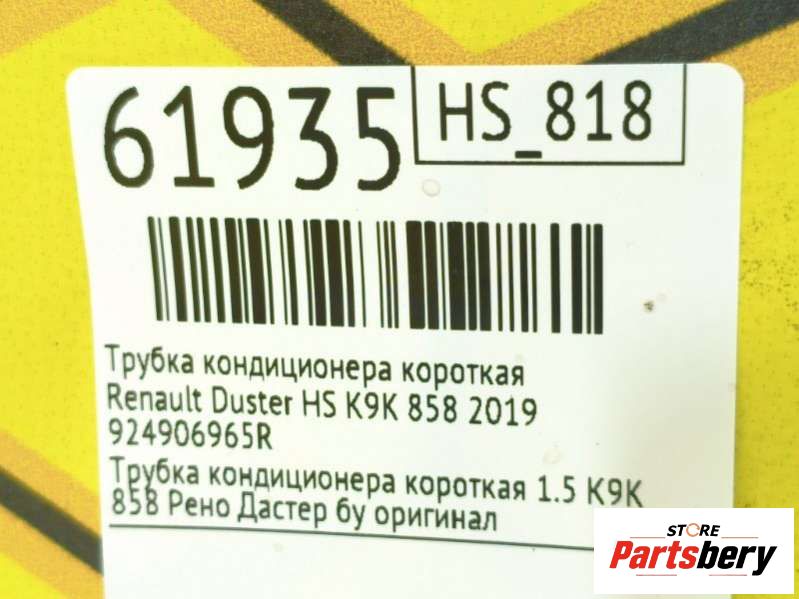 61935
HS_818
Трубка кондиционера короткая
Renault Duster HS K9K 858 2019
924906965R
Трубка кондиционера короткая 1.5 K9K
858 Рено Дастер бу оригинал
STORE
Partsbery